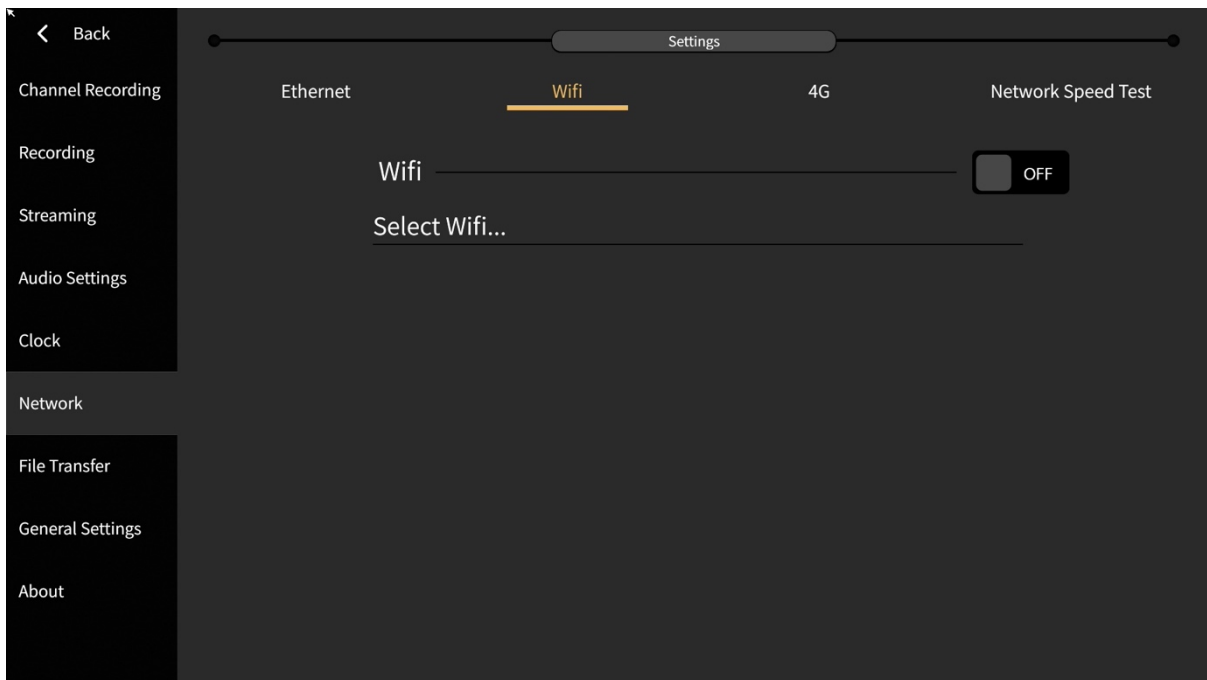 Back
Settings
Channel Recording
Ethernet
Wifi
4G
Network Speed Test
Recording
Wifi
OFF
Streaming
Select Wifi...
Audio Settings
Clock
Network
File Transfer
General Settings
About